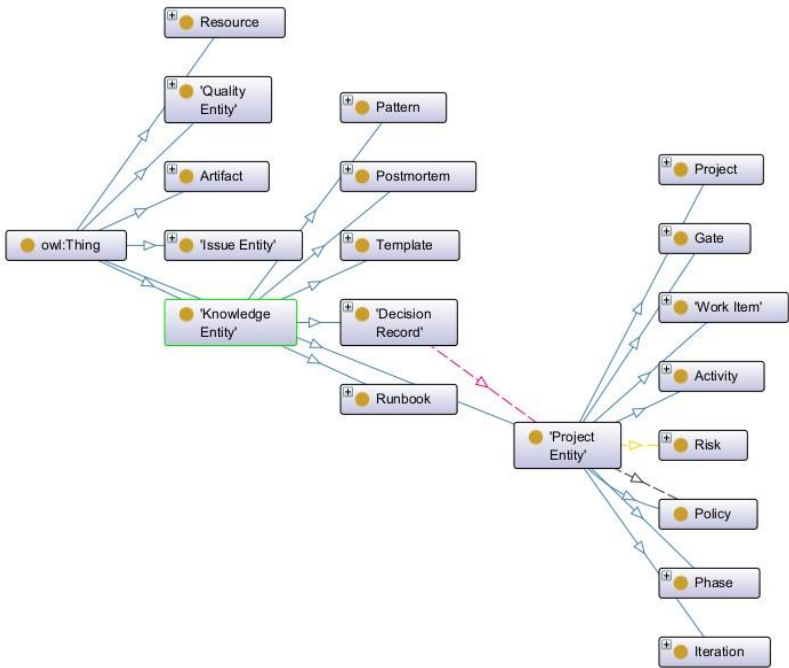 Resource
'Quality
Entity'
Pattern
Artifact
Postmortem
Project
owl:Thing
'Issue Entity'
Template
Gate
'Knowledge
Entity'
'Decision
Record'
'Work Item'
Runbook
Activity
'Project
Entity'
Risk
Policy
Phase
Iteration